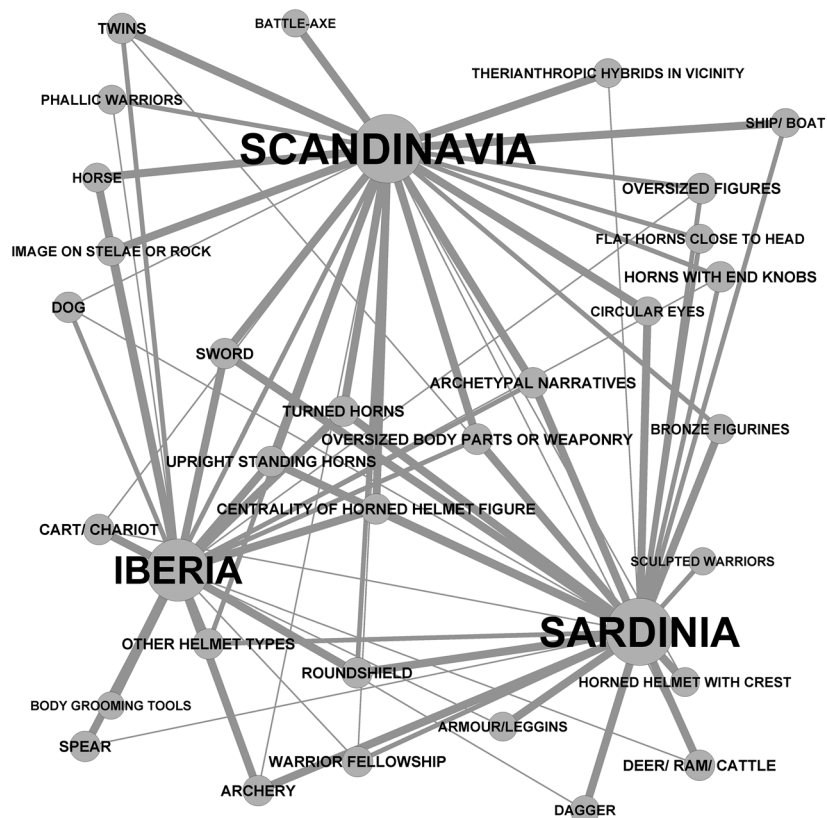 TWINS
BATTLE-AXE
THERIANTHROPIC HYBRIDS IN VICINITY
PHALLIC WARRIORS
SHIP/ BOAT
SCANDINAVIA
HORSE
OVERSIZED FIGURES
FLAT HORNS CLOSE TO HEAD
IMAGE ON STELAE OR ROCK
HORNS WITH END KNOBS
DOG
CIRCULAR EYES
SWORD
ARCHETYPAL NARRATIVES
TURNED HORNS
BRONZE FIGURINES
OVERSIZED BODY PARTS OR WEAPONRY
UPRIGHT STANDING HORNS
CENTRALITY OF HORNED HELMET FIGURE
CART/ CHARIOT
SCULPTED WARRIORS
IBERIA
SARDINIA
OTHER HELMET TYPES
ROUNDSHIELD
HORNED HELMET WITH CREST
BODY GROOMING TOOLS
ARMOUR/LEGGINS
SPEAR
WARRIOR FELLOWSHIP
DEER/ RAM/ CATTLE
ARCHERY
DAGGER